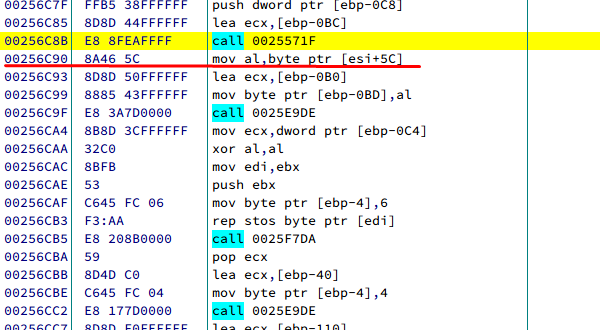 00256C7F FFB5 38FFFFFF push dword ptr [ebp-0C8]
00256C85 8D8D 44FFFFFF lea ecx,[ebp-0BC]
00256C8B E8 8FEAFFFF call 0025571F
00256C90 8A46 5C mov al,byte ptr [esi+5C]
00256C93 8D8D 50FFFFFF lea ecx,[ebp-0B0]
00256C99 8885 43FFFFFF mov byte ptr [ebp-0BD],al
00256C9F E8 3A7D0000 call 0025E9DE
00256CA4 8B8D 3CFFFFFF mov ecx,dword ptr [ebp-0C4]
00256CAA 32C0 xor al,al
00256CAC 8BFB mov edi,ebx
00256CAE 53 push ebx
00256CAF C645 FC 06 mov byte ptr [ebp-4],6
00256CB3 F3:AA rep stos byte ptr [edi]
00256CB5 E8 208B0000 call 0025F7DA
00256CBA 59 pop ecx
00256CBB 8D4D C0 lea ecx,[ebp-40]
00256CBE C645 FC 04 mov byte ptr [ebp-4],4
00256CC2 E8 177D0000 call 0025E9DE
00256CC7 8D8D F0FFFFFF lea ecx,[ebp-110]